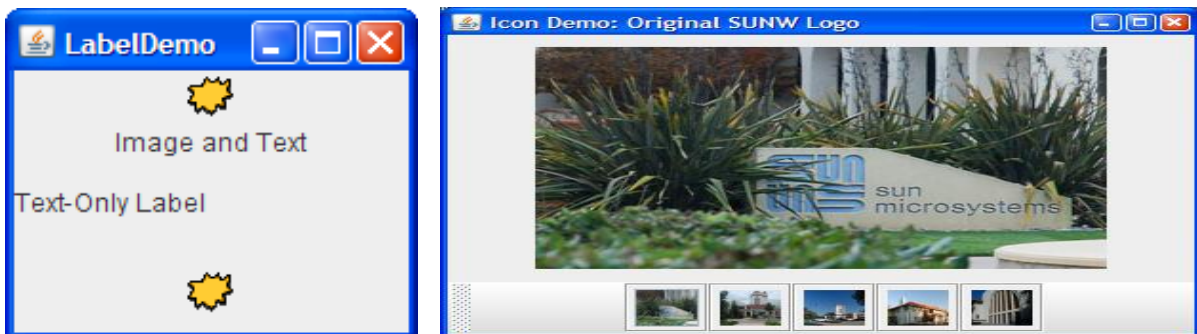 LabelDemo
Image and Text
Text-Only Label
Icon Demo: Original SUNW Logo
sun
microsystems